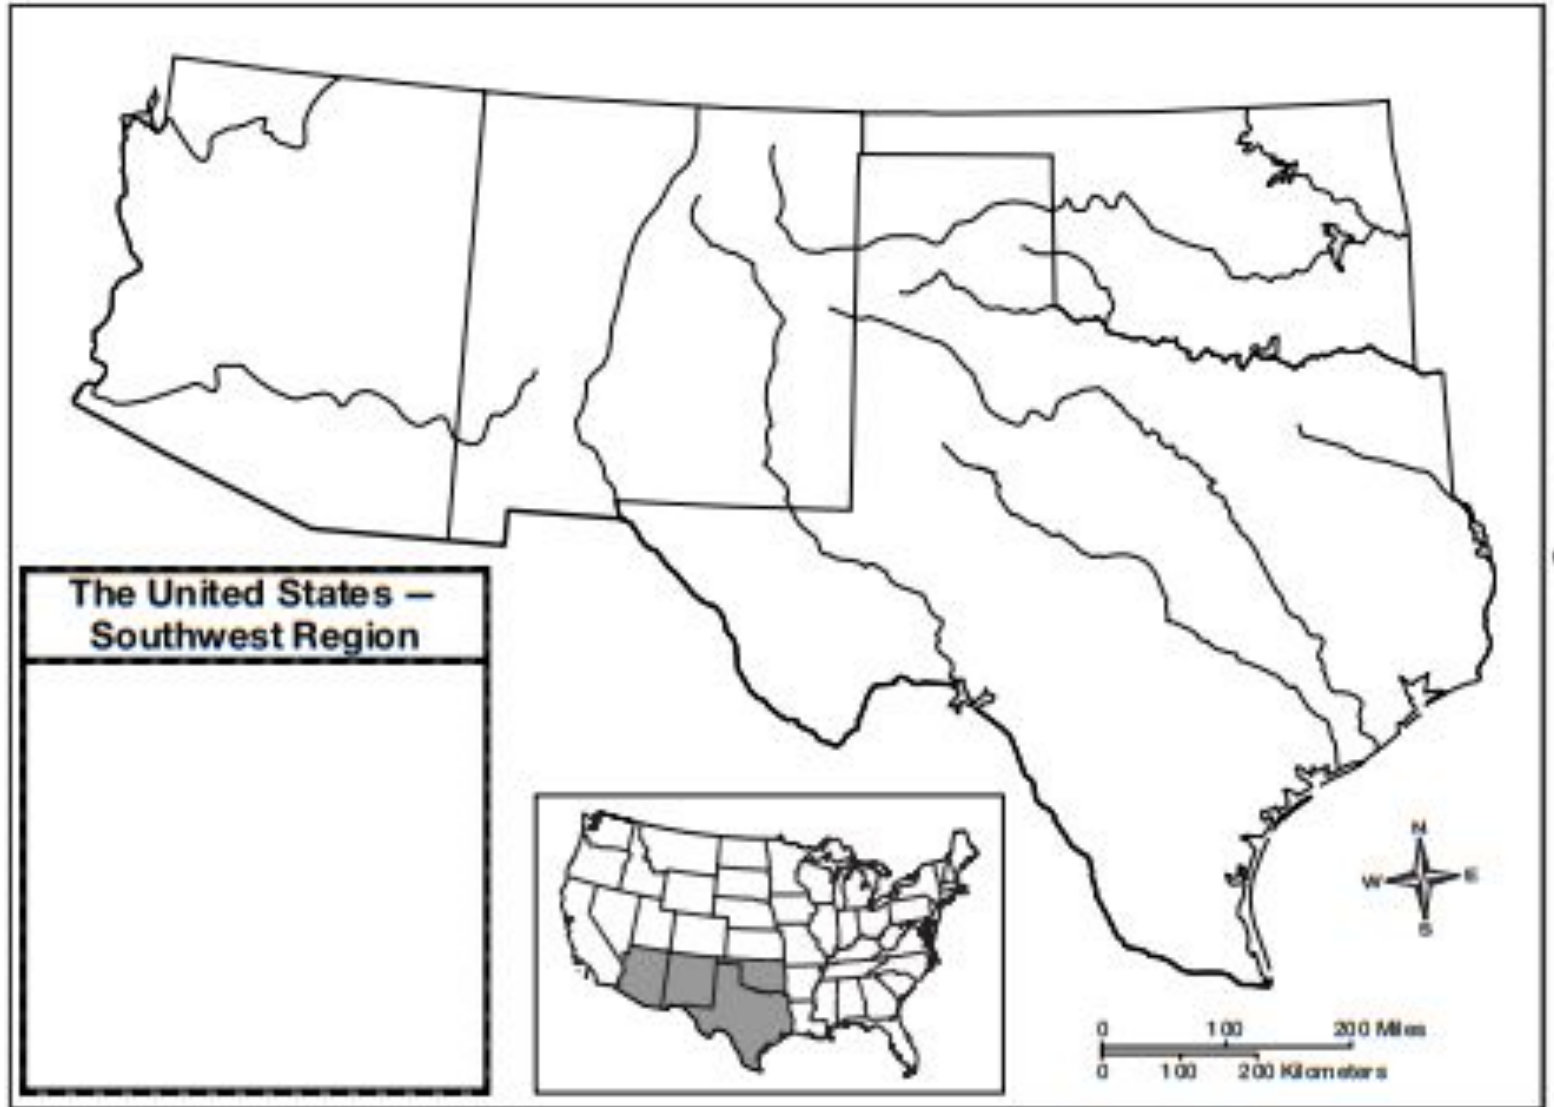 The United States —
Southwest Region
N
W E
S
0 100 200 Miles
0 100 200 Kilometers